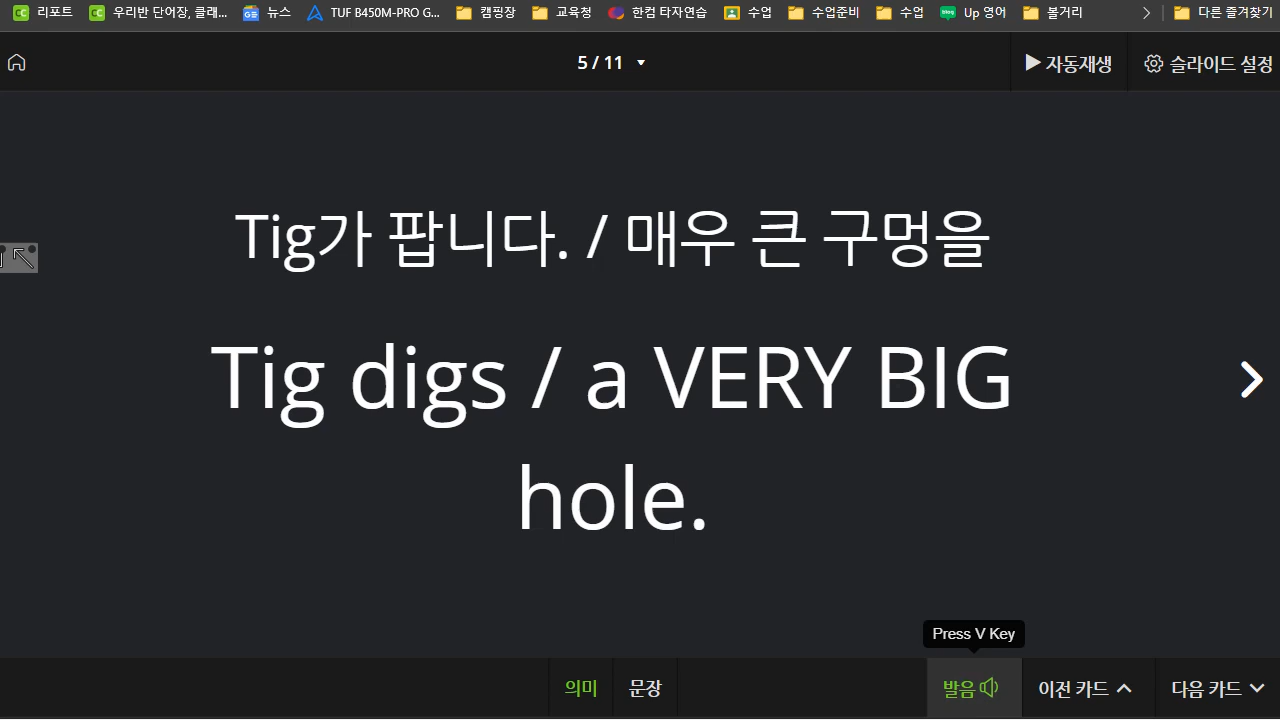 리포트 우리반 단어장, 클래... 뉴스 TUF B450M-PRO G... 캠핑장 교육청 한컴 타자연습 수업 수업준비 수업 Up 영어 볼거리 다른 즐겨찾기
5 / 11 자동재생 슬라이드 설정
Tig가 팝니다. / 매우 큰 구멍을
Tig digs / a VERY BIG
hole.
Press V Key
의미 문장 발음 이전 카드 다음 카드